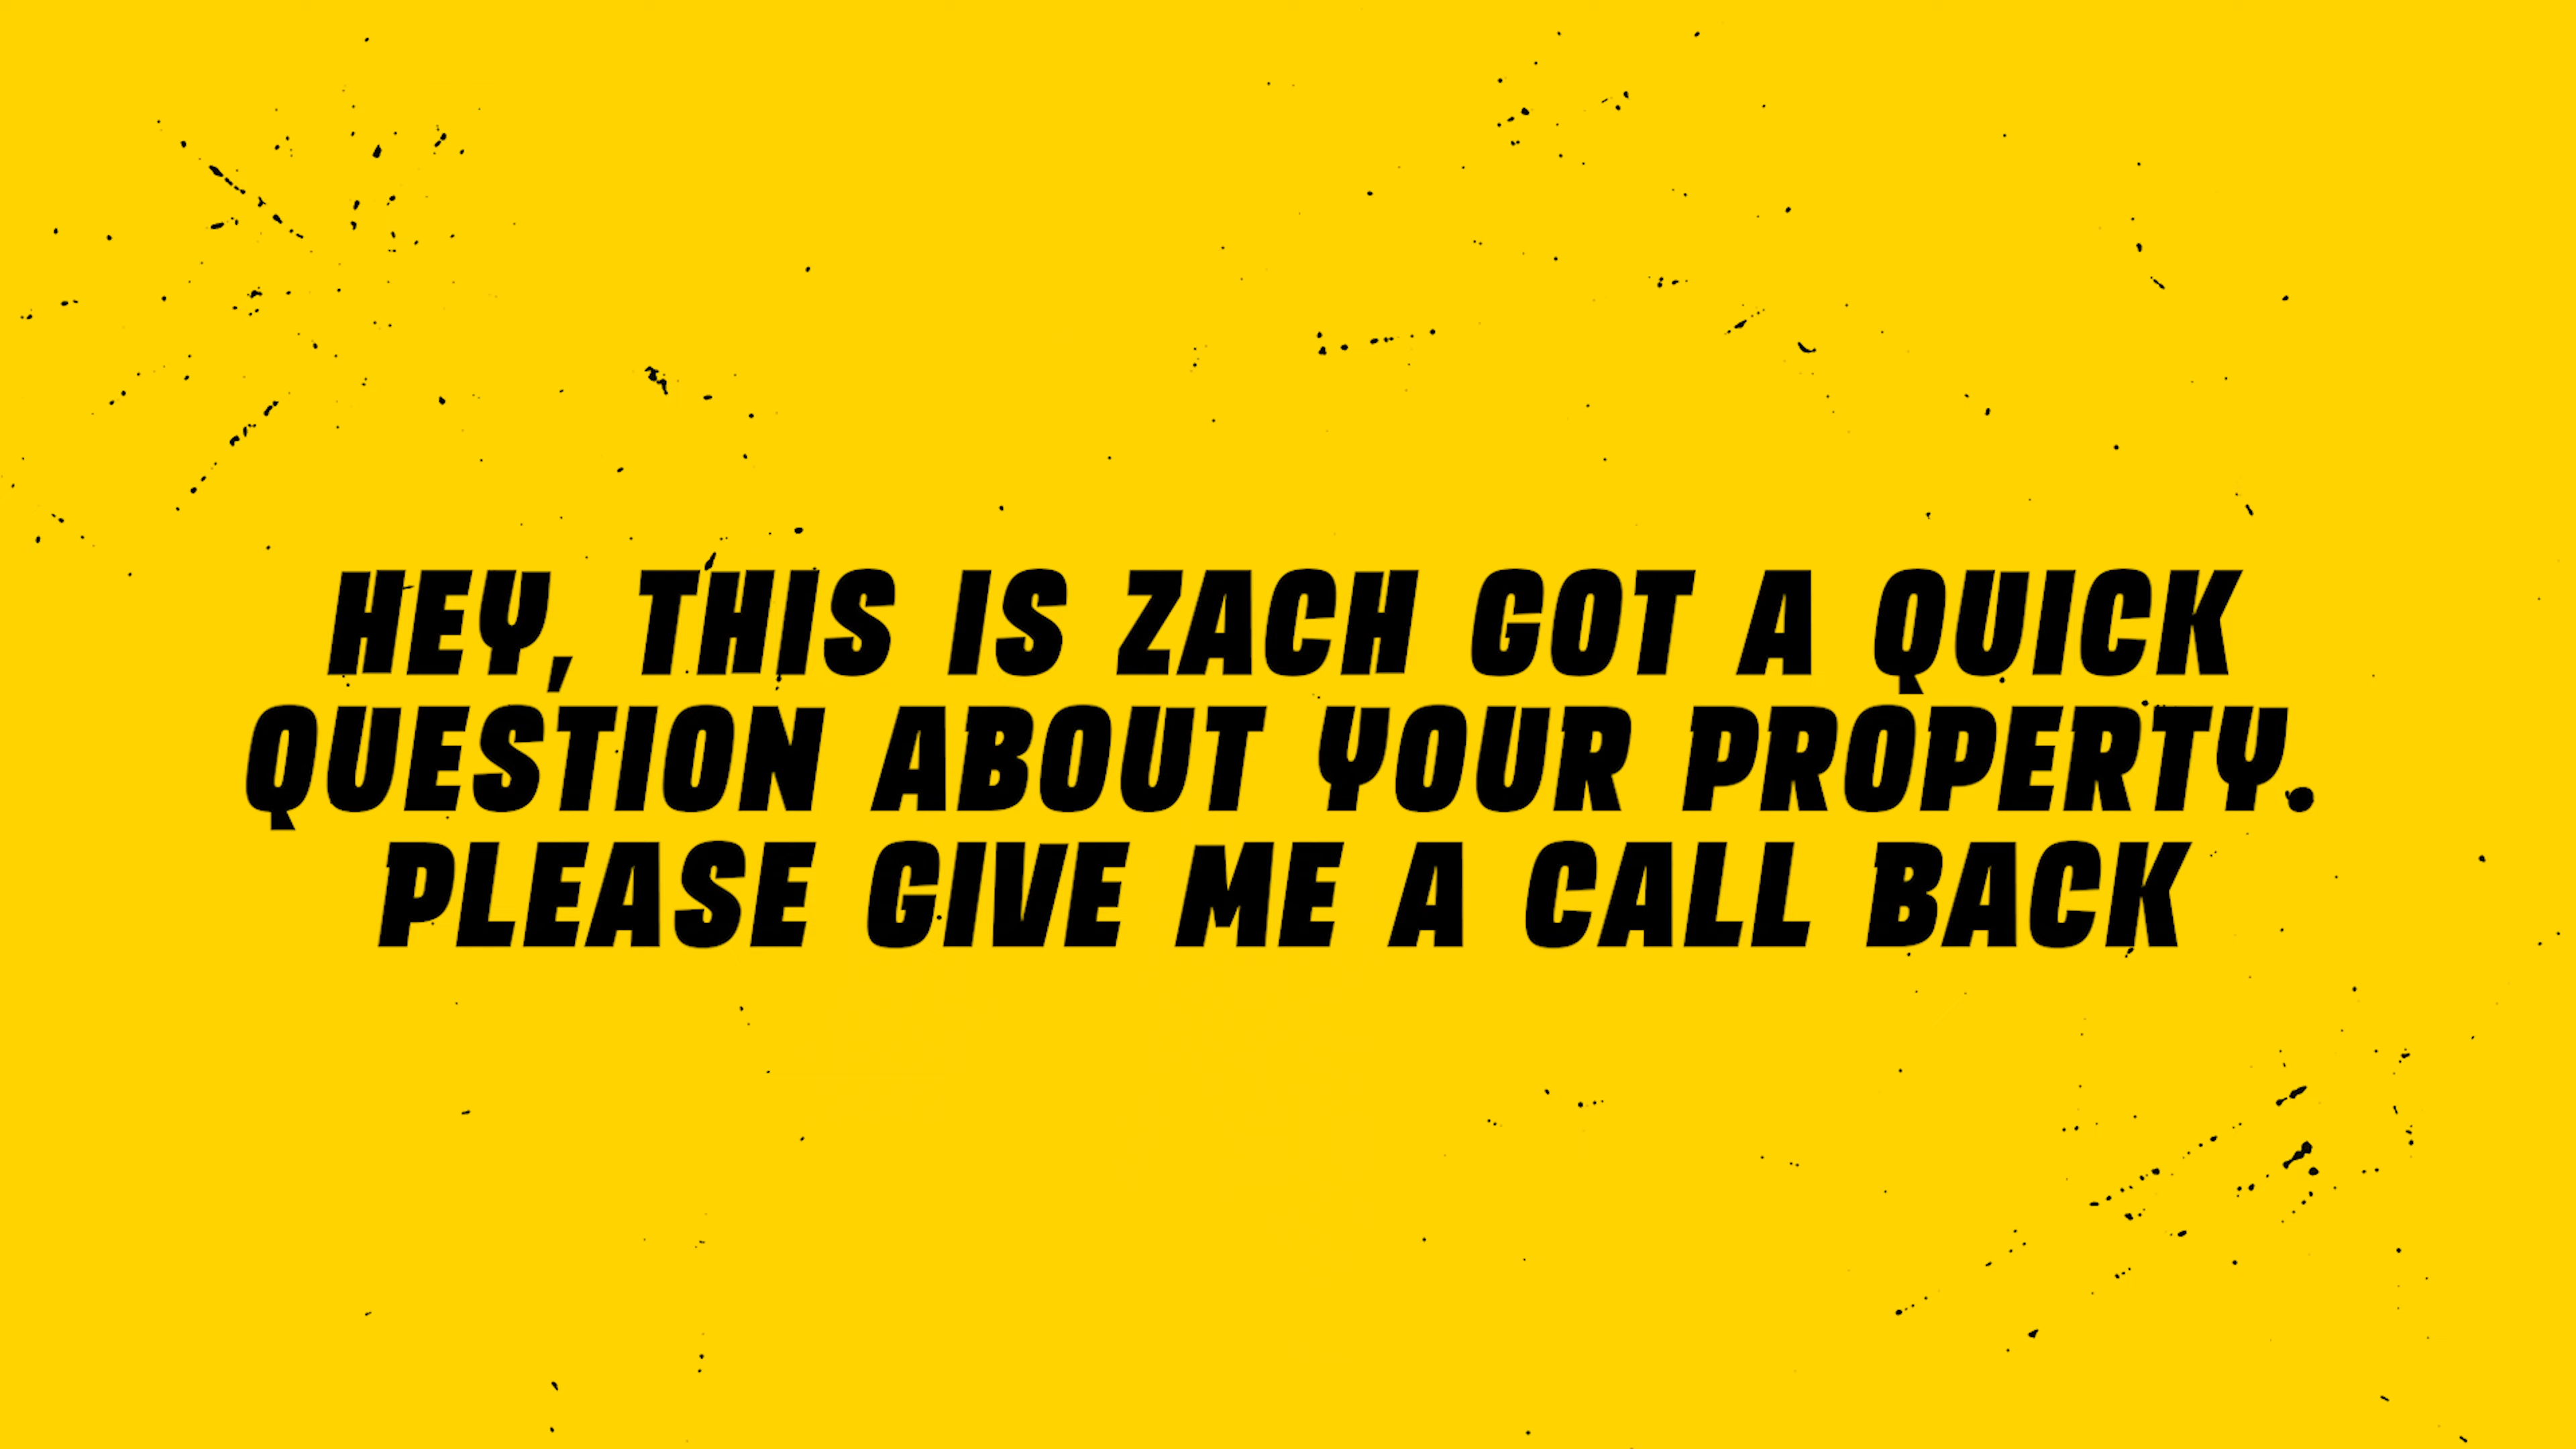 HEY, THIS IS ZACH GOT A QUICK
QUESTION ABOUT YOUR PROPERTY.
PLEASE GIVE ME A CALL BACK